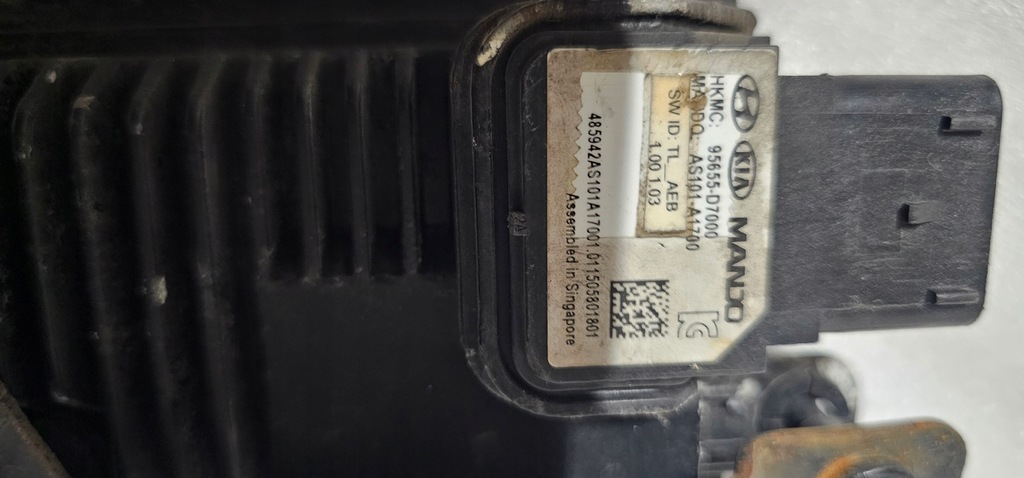 KIA MANDO
HKMC: 95655-D7000
MANDO: AS101-A1700
SW ID: TL_AEB
1.00 1.03
485942AS101A17001.011505801801
Assembled in Singapore